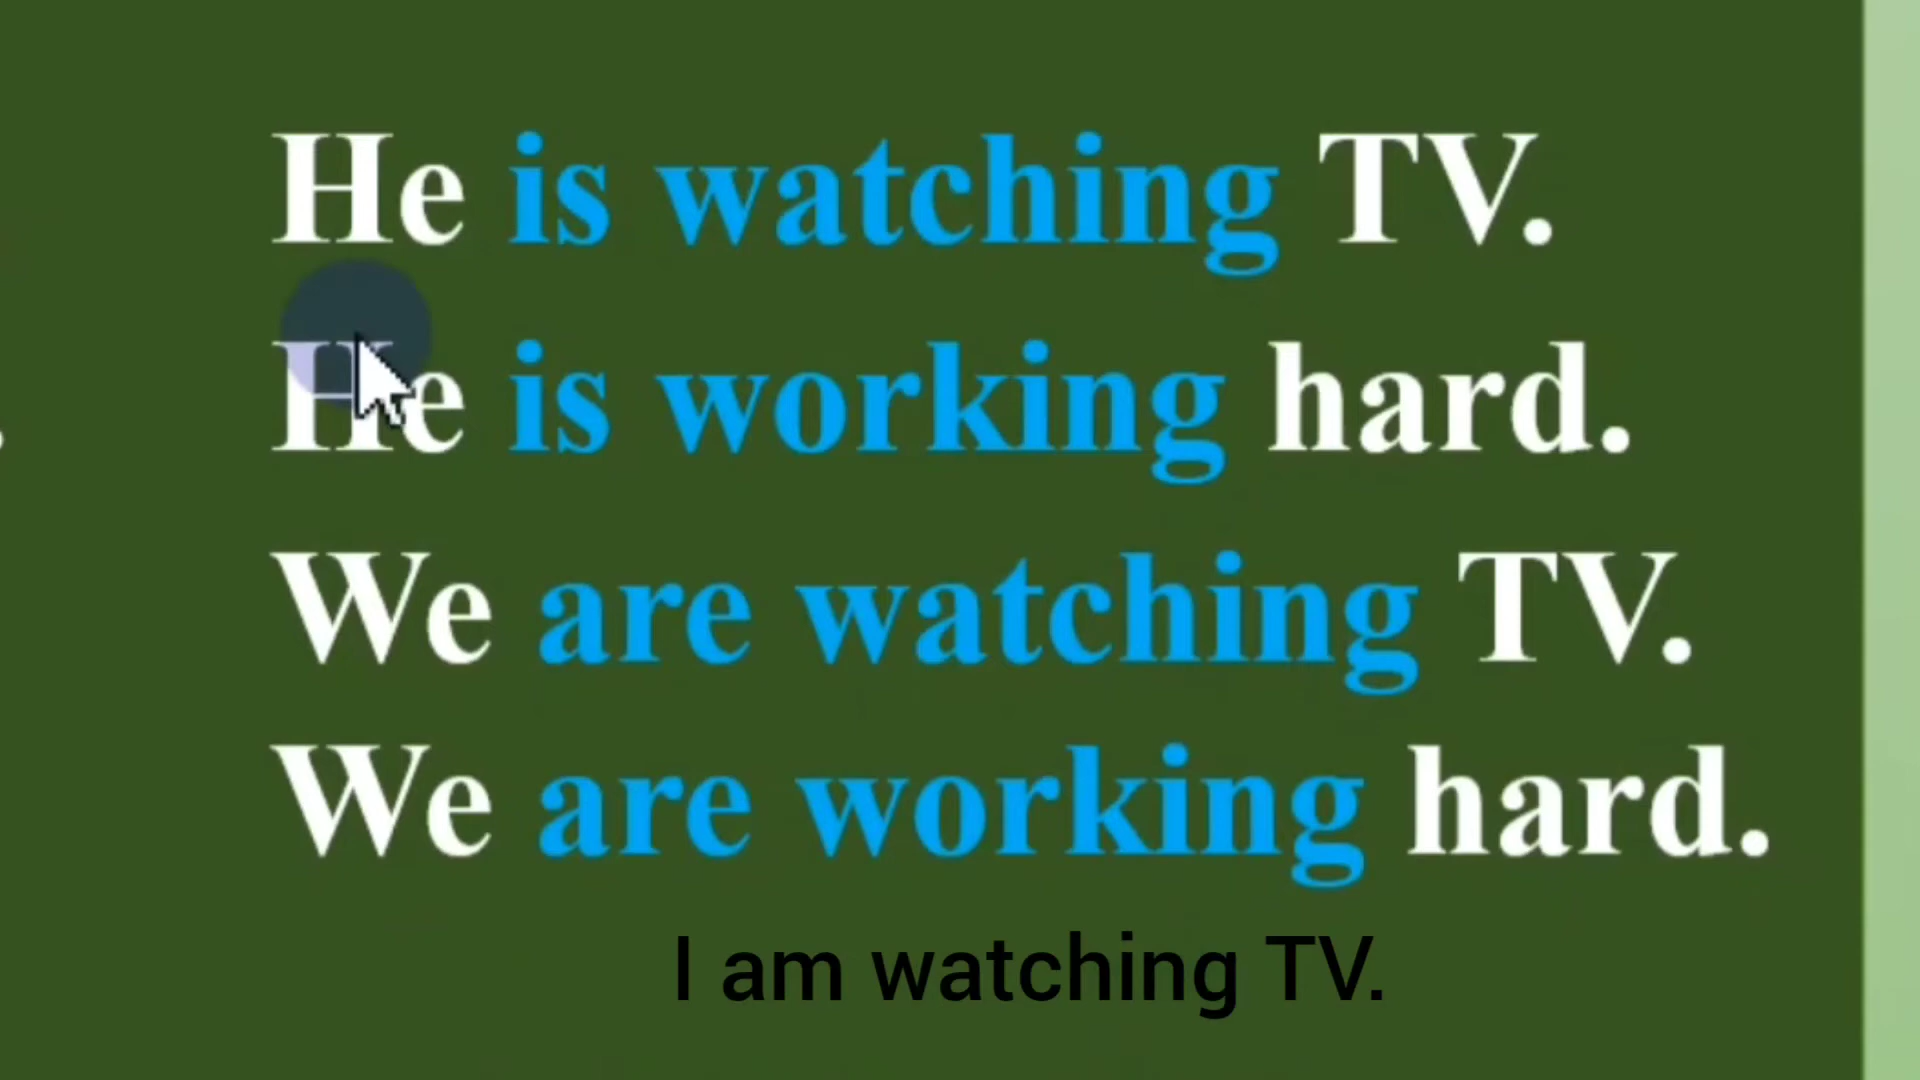 He is watching TV.
He is working hard.
We are watching TV.
We are working hard.
I am watching TV.